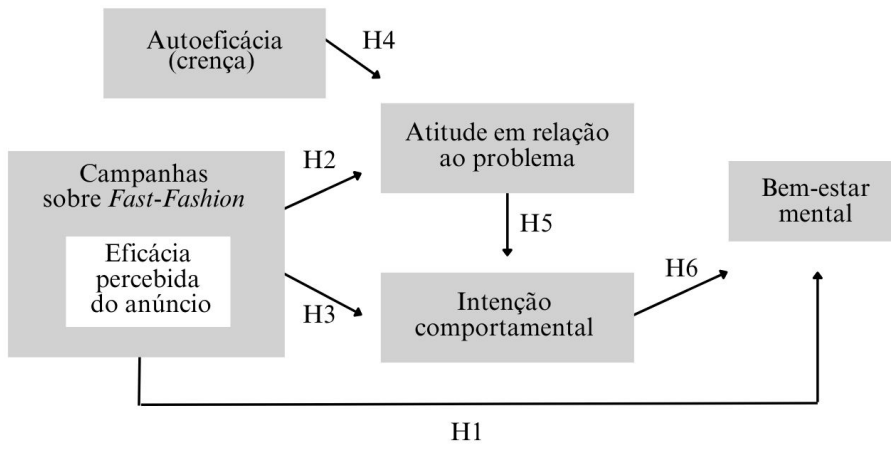 Autoeficácia
(crença)
H4
Atitude em relação
ao problema
Campanhas
sobre Fast-Fashion
H2
Eficácia
percebida
do anúncio
H3
H5
Intenção
comportamental
H6
Bem-estar
mental
H1